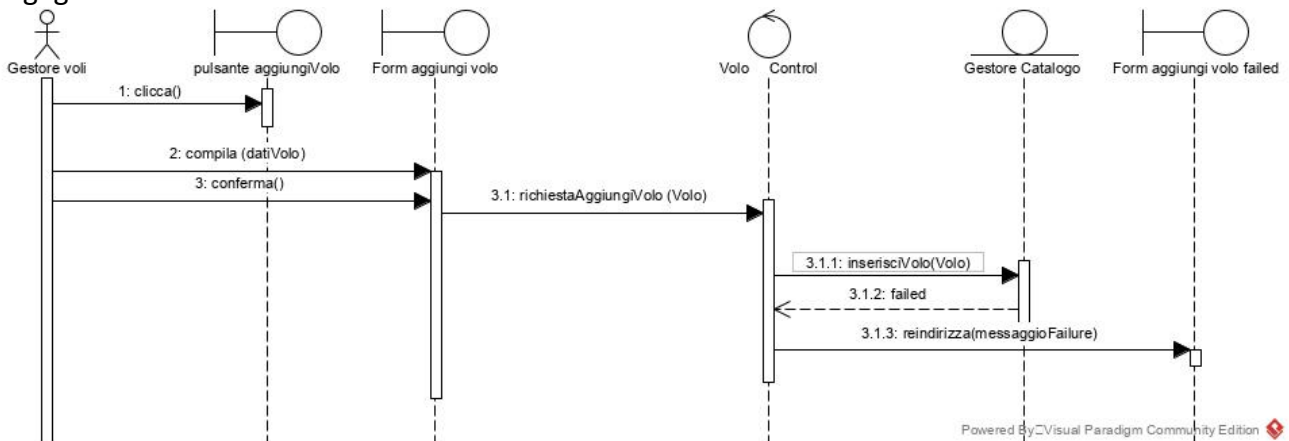 Gestore voli
pulsante aggiungiVolo
Form aggiungi volo
Volo Control
Gestore Catalogo
Form aggiungi volo failed
1: clicca()
2: compila (datiVolo)
3: conferma()
3.1: richiestaAggiungiVolo (Volo)
3.1.1: inserisciVolo(Volo)
3.1.2: failed
3.1.3: reindirizza(messaggioFailure)
Powered By Visual Paradigm Community Edition